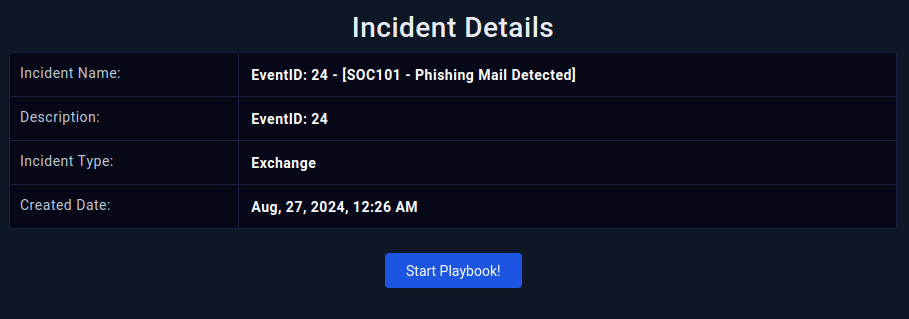 Incident Details
Incident Name: EventID: 24 - [SOC101 - Phishing Mail Detected]
Description: EventID: 24
Incident Type: Exchange
Created Date: Aug, 27, 2024, 12:26 AM
Start Playbook!